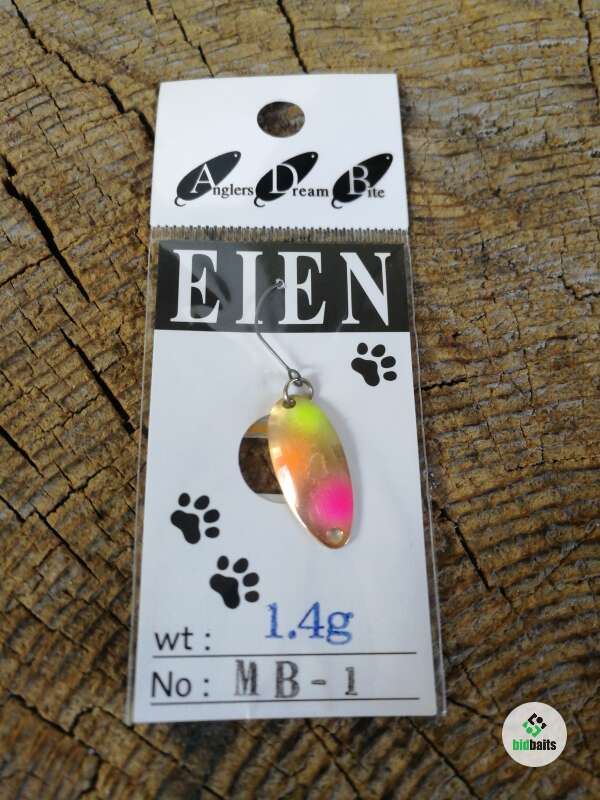 Anglers Dream Bite
EIEN
wt : 1.4g
No : MB-1
bidbaits